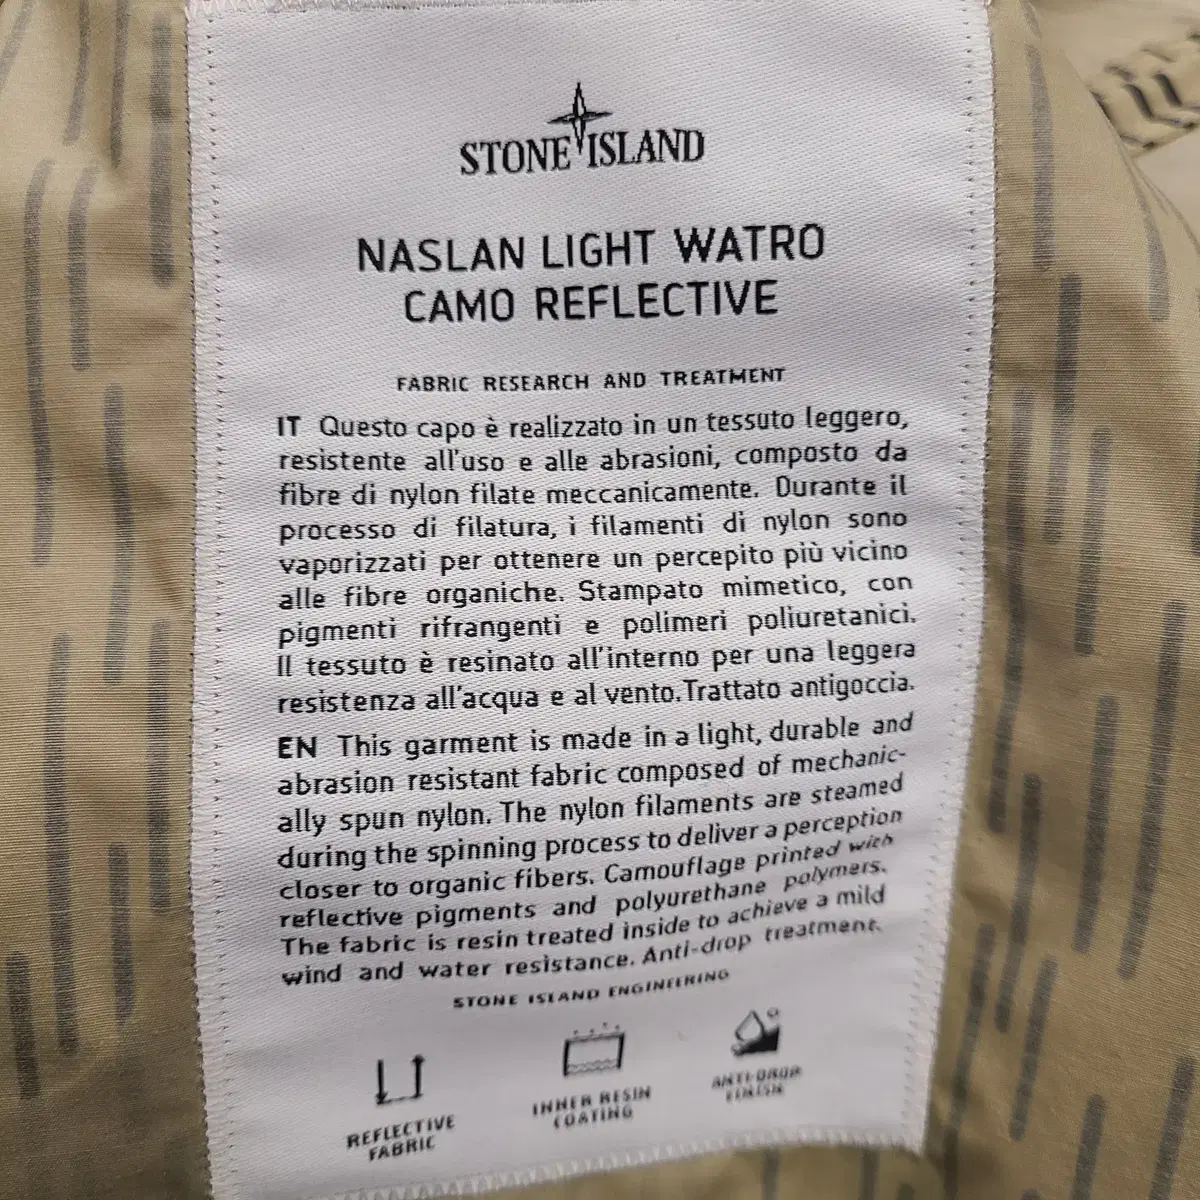 STONE ISLAND
NASLAN LIGHT WATRO
CAMO REFLECTIVE
FABRIC RESEARCH AND TREATMENT
IT Questo capo è realizzato in un tessuto leggero,
resistente all'uso e alle abrasioni, composto da
fibre di nylon filate meccanicamente. Durante il
processo di filatura, i filamenti di nylon sono
vaporizzati per ottenere un percepito più vicino
alle fibre organiche. Stampato mimetico, con
pigmenti rifrangenti e polimeri poliuretanici.
Il tessuto è resinato all'interno per una leggera
resistenza all'acqua e al vento. Trattato antigoccia.
EN This garment is made in a light, durable and
abrasion resistant fabric composed of mechanic-
ally spun nylon. The nylon filaments are steamed
during the spinning process to deliver a perception
closer to organic fibers. Camouflage printed with
reflective pigments and polyurethane polymers.
The fabric is resin treated inside to achieve a mild
wind and water resistance. Anti-drop treatment.
STONE ISLAND ENGINEERING
REFLECTIVE
FABRIC
INNER RESIN
COATING
ANTI-DROP
FINISH